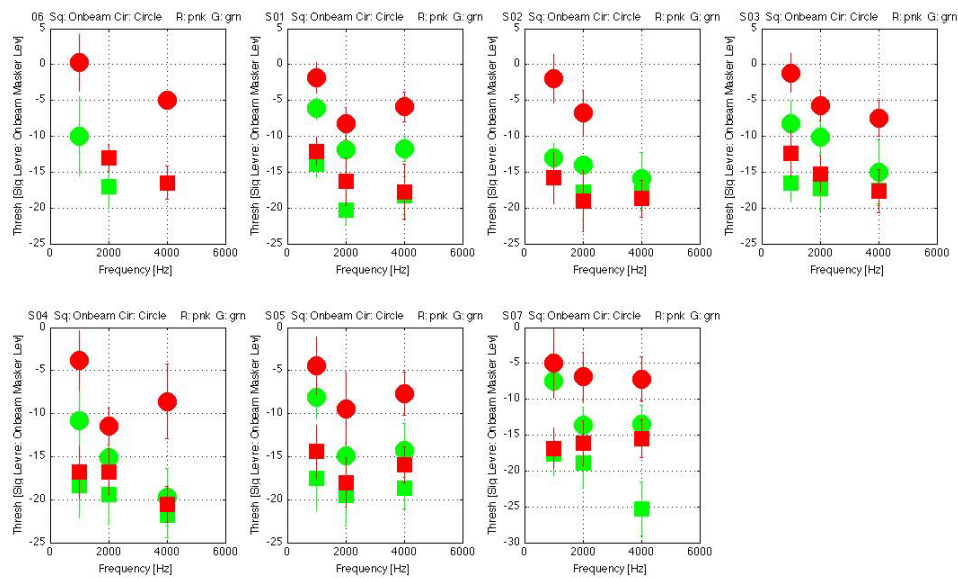 06 Sq: Onbeam Cir: Circle R: pnk G: grn
S01 Sq: Onbeam Cir: Circle R: pnk G: grn
S02 Sq: Onbeam Cir: Circle R: pnk G: grn
S03 Sq: Onbeam Cir: Circle R: pnk G: grn
Thresh [Siq Levre: Onbeam Masker Lev]
5
0
-5
-10
-15
-20
-25
0 2000 4000 6000
Frequency [Hz]
Thresh [Siq Levre: Onbeam Masker Lev]
5
0
-5
-10
-15
-20
-25
0 2000 4000 6000
Frequency [Hz]
Thresh [Siq Levre: Onbeam Masker Lev]
5
0
-5
-10
-15
-20
-25
0 2000 4000 6000
Frequency [Hz]
Thresh [Siq Levre: Onbeam Masker Lev]
5
0
-5
-10
-15
-20
-25
0 2000 4000 6000
Frequency [Hz]
S04 Sq: Onbeam Cir: Circle R: pnk G: grn
S05 Sq: Onbeam Cir: Circle R: pnk G: grn
S07 Sq: Onbeam Cir: Circle R: pnk G: grn
Thresh [Siq Levre: Onbeam Masker Lev]
0
-5
-10
-15
-20
-25
0 2000 4000 6000
Frequency [Hz]
Thresh [Siq Levre: Onbeam Masker Lev]
0
-5
-10
-15
-20
-25
0 2000 4000 6000
Frequency [Hz]
Thresh [Siq Levre: Onbeam Masker Lev]
0
-5
-10
-15
-20
-25
-30
0 2000 4000 6000
Frequency [Hz]